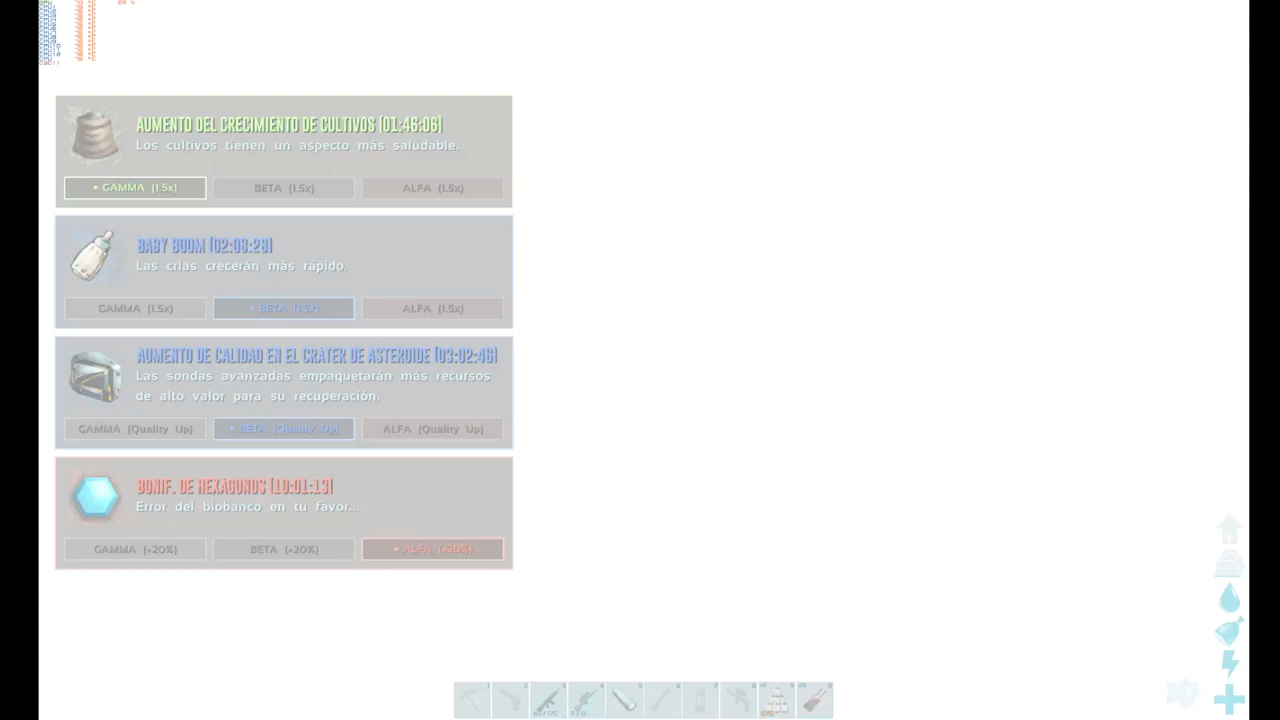 GPU
AUMENTO DEL CRECIMIENTO DE CULTIVOS [01:46:06]
Los cultivos tienen un aspecto más saludable.
GAMMA (1.5x) BETA (1.5x) ALFA (1.5x)
BABY BOOM [02:08:28]
Las crías crecerán más rápido.
GAMMA (1.5x) BETA (1.5x) ALFA (1.5x)
AUMENTO DE CALIDAD EN EL CRÁTER DE ASTEROIDE [03:02:46]
Las sondas avanzadas empaquetarán más recursos
de alto valor para su recuperación.
GAMMA (Quality Up) BETA (Quality Up) ALFA (Quality Up)
BONIF. DE HEXÁGONOS [10:01:13]
Error del biobanco en tu favor...
GAMMA (+20%) BETA (+20%) ALFA (+20%)